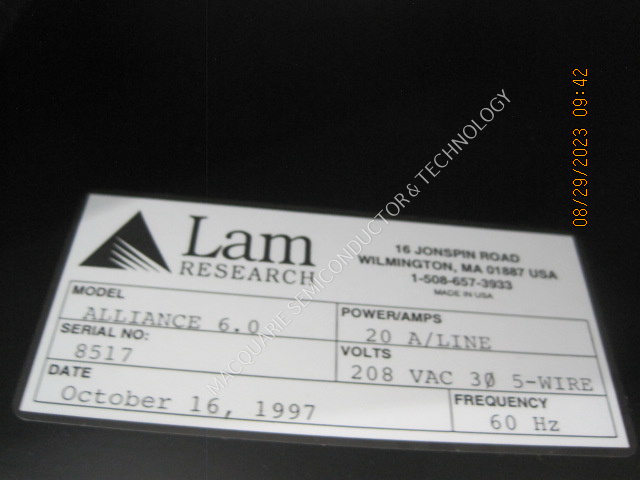 08/29/2023 09:42
MACQUARIE SEMICONDUCTOR & TECHNOLOGY
Lam
RESEARCH
16 JONSPIN ROAD
WILMINGTON, MA 01887 USA
1-508-657-3933
MADE IN USA
MODEL
ALLIANCE 6.0
SERIAL NO:
8517
DATE
October 16, 1997
POWER/AMPS
20 A/LINE
VOLTS
208 VAC 3Ø 5-WIRE
FREQUENCY
60 Hz